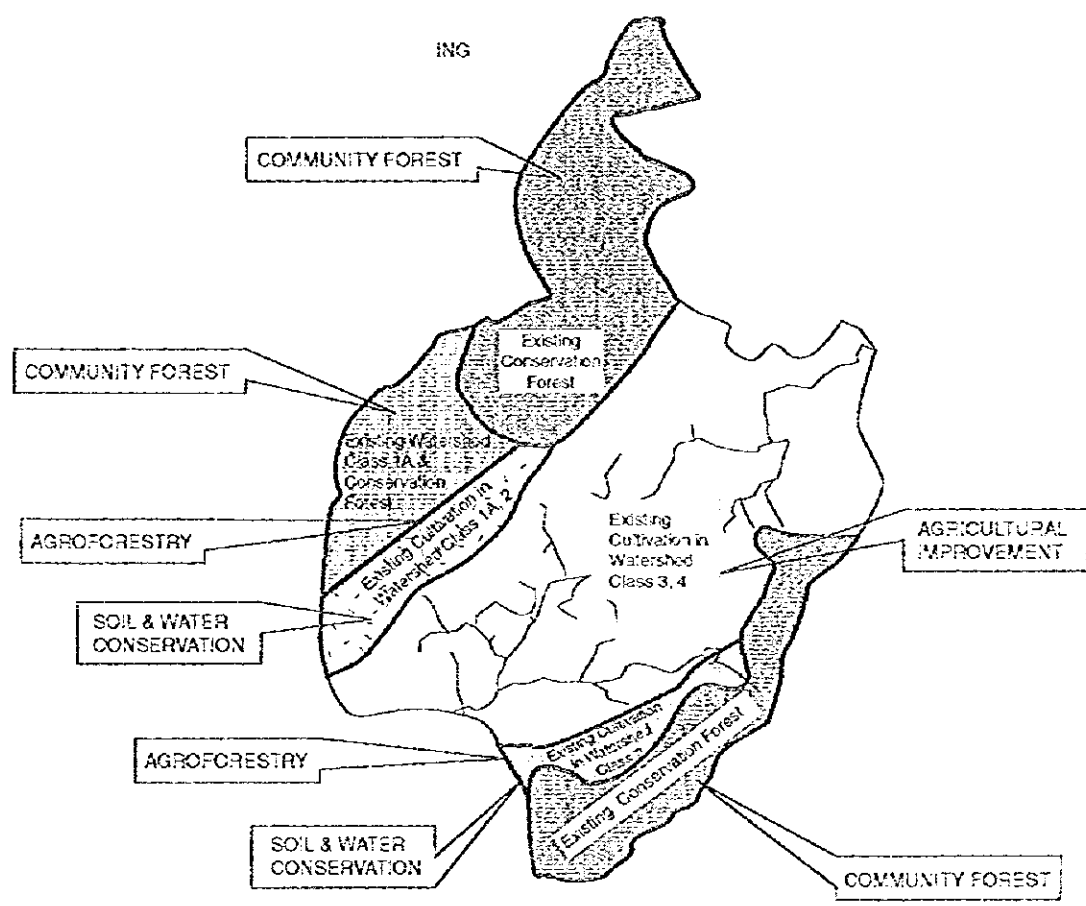 ING
COMMUNITY FOREST
Existing
Conservation
Forest
COMMUNITY FOREST
Existing Watershed
Class 1A &
Conservation
Forest
AGROFORESTRY
Existing Cultivation in
Watershed Class 1A, 2
SOIL & WATER
CONSERVATION
Existing
Cultivation in
Watershed
Class 3, 4
AGRICULTURAL
IMPROVEMENT
AGROFORESTRY
Existing Cultivation
in Watershed
Class
Existing Conservation Forest
SOIL & WATER
CONSERVATION
COMMUNITY FOREST